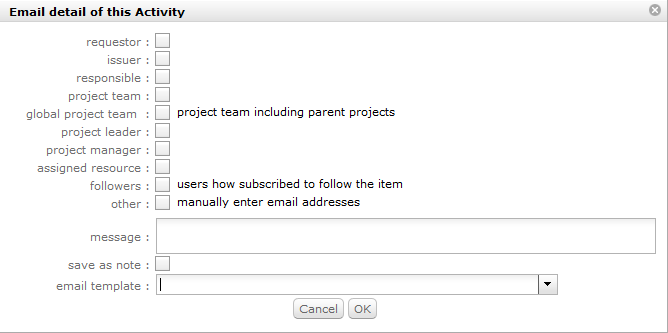 Email detail of this Activity
requestor :
issuer :
responsible :
project team :
global project team : project team including parent projects
project leader :
project manager :
assigned resource :
followers : users how subscribed to follow the item
other : manually enter email addresses
message :
save as note :
email template :
Cancel OK